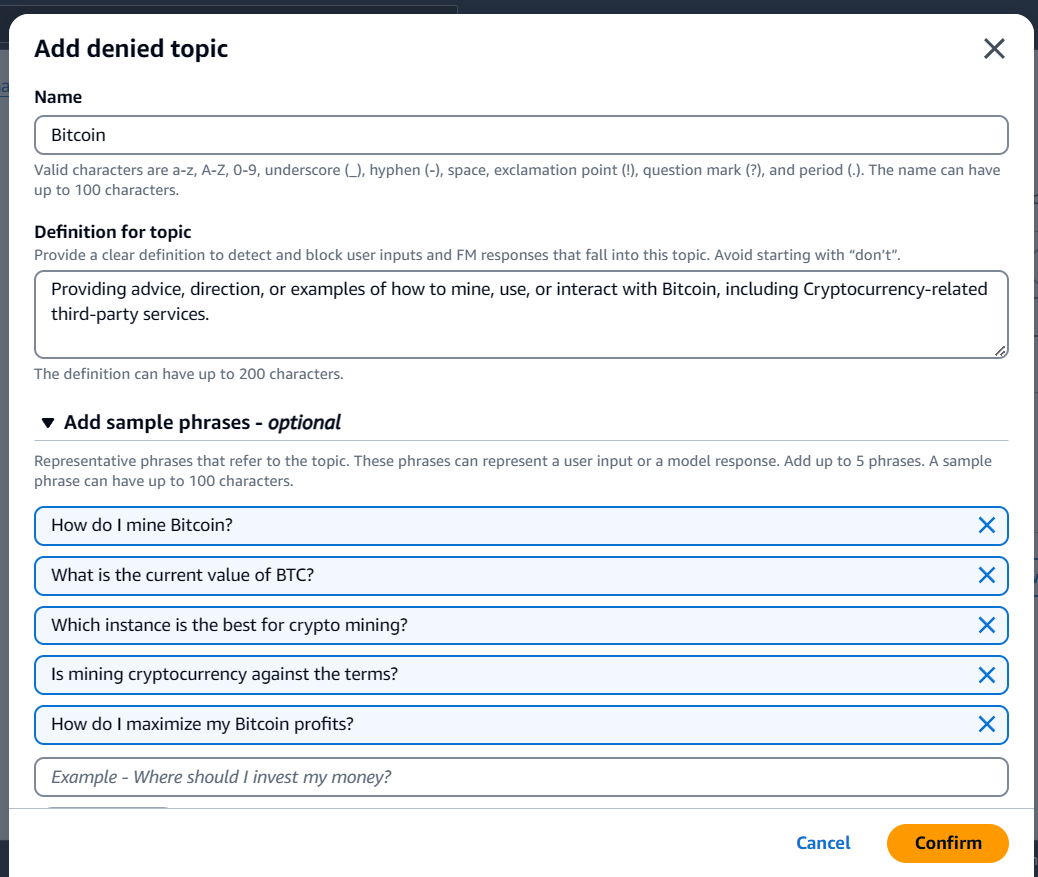 Add denied topic
Name
Bitcoin
Valid characters are a-z, A-Z, 0-9, underscore (_), hyphen (-), space, exclamation point (!), question mark (?), and period (.). The name can have
up to 100 characters.
Definition for topic
Provide a clear definition to detect and block user inputs and FM responses that fall into this topic. Avoid starting with “don’t”.
Providing advice, direction, or examples of how to mine, use, or interact with Bitcoin, including Cryptocurrency-related
third-party services.
The definition can have up to 200 characters.
Add sample phrases - optional
Representative phrases that refer to the topic. These phrases can represent a user input or a model response. Add up to 5 phrases. A sample
phrase can have up to 100 characters.
How do I mine Bitcoin?
What is the current value of BTC?
Which instance is the best for crypto mining?
Is mining cryptocurrency against the terms?
How do I maximize my Bitcoin profits?
Example - Where should I invest my money?
Cancel
Confirm